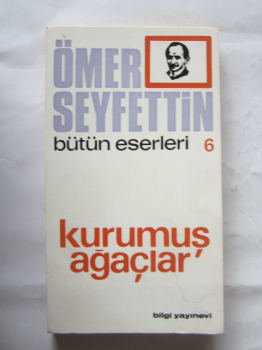 ÖMER
SEYFETTİN
bütün eserleri 6
kurumuş
ağaçlar
bilgi yayınevi